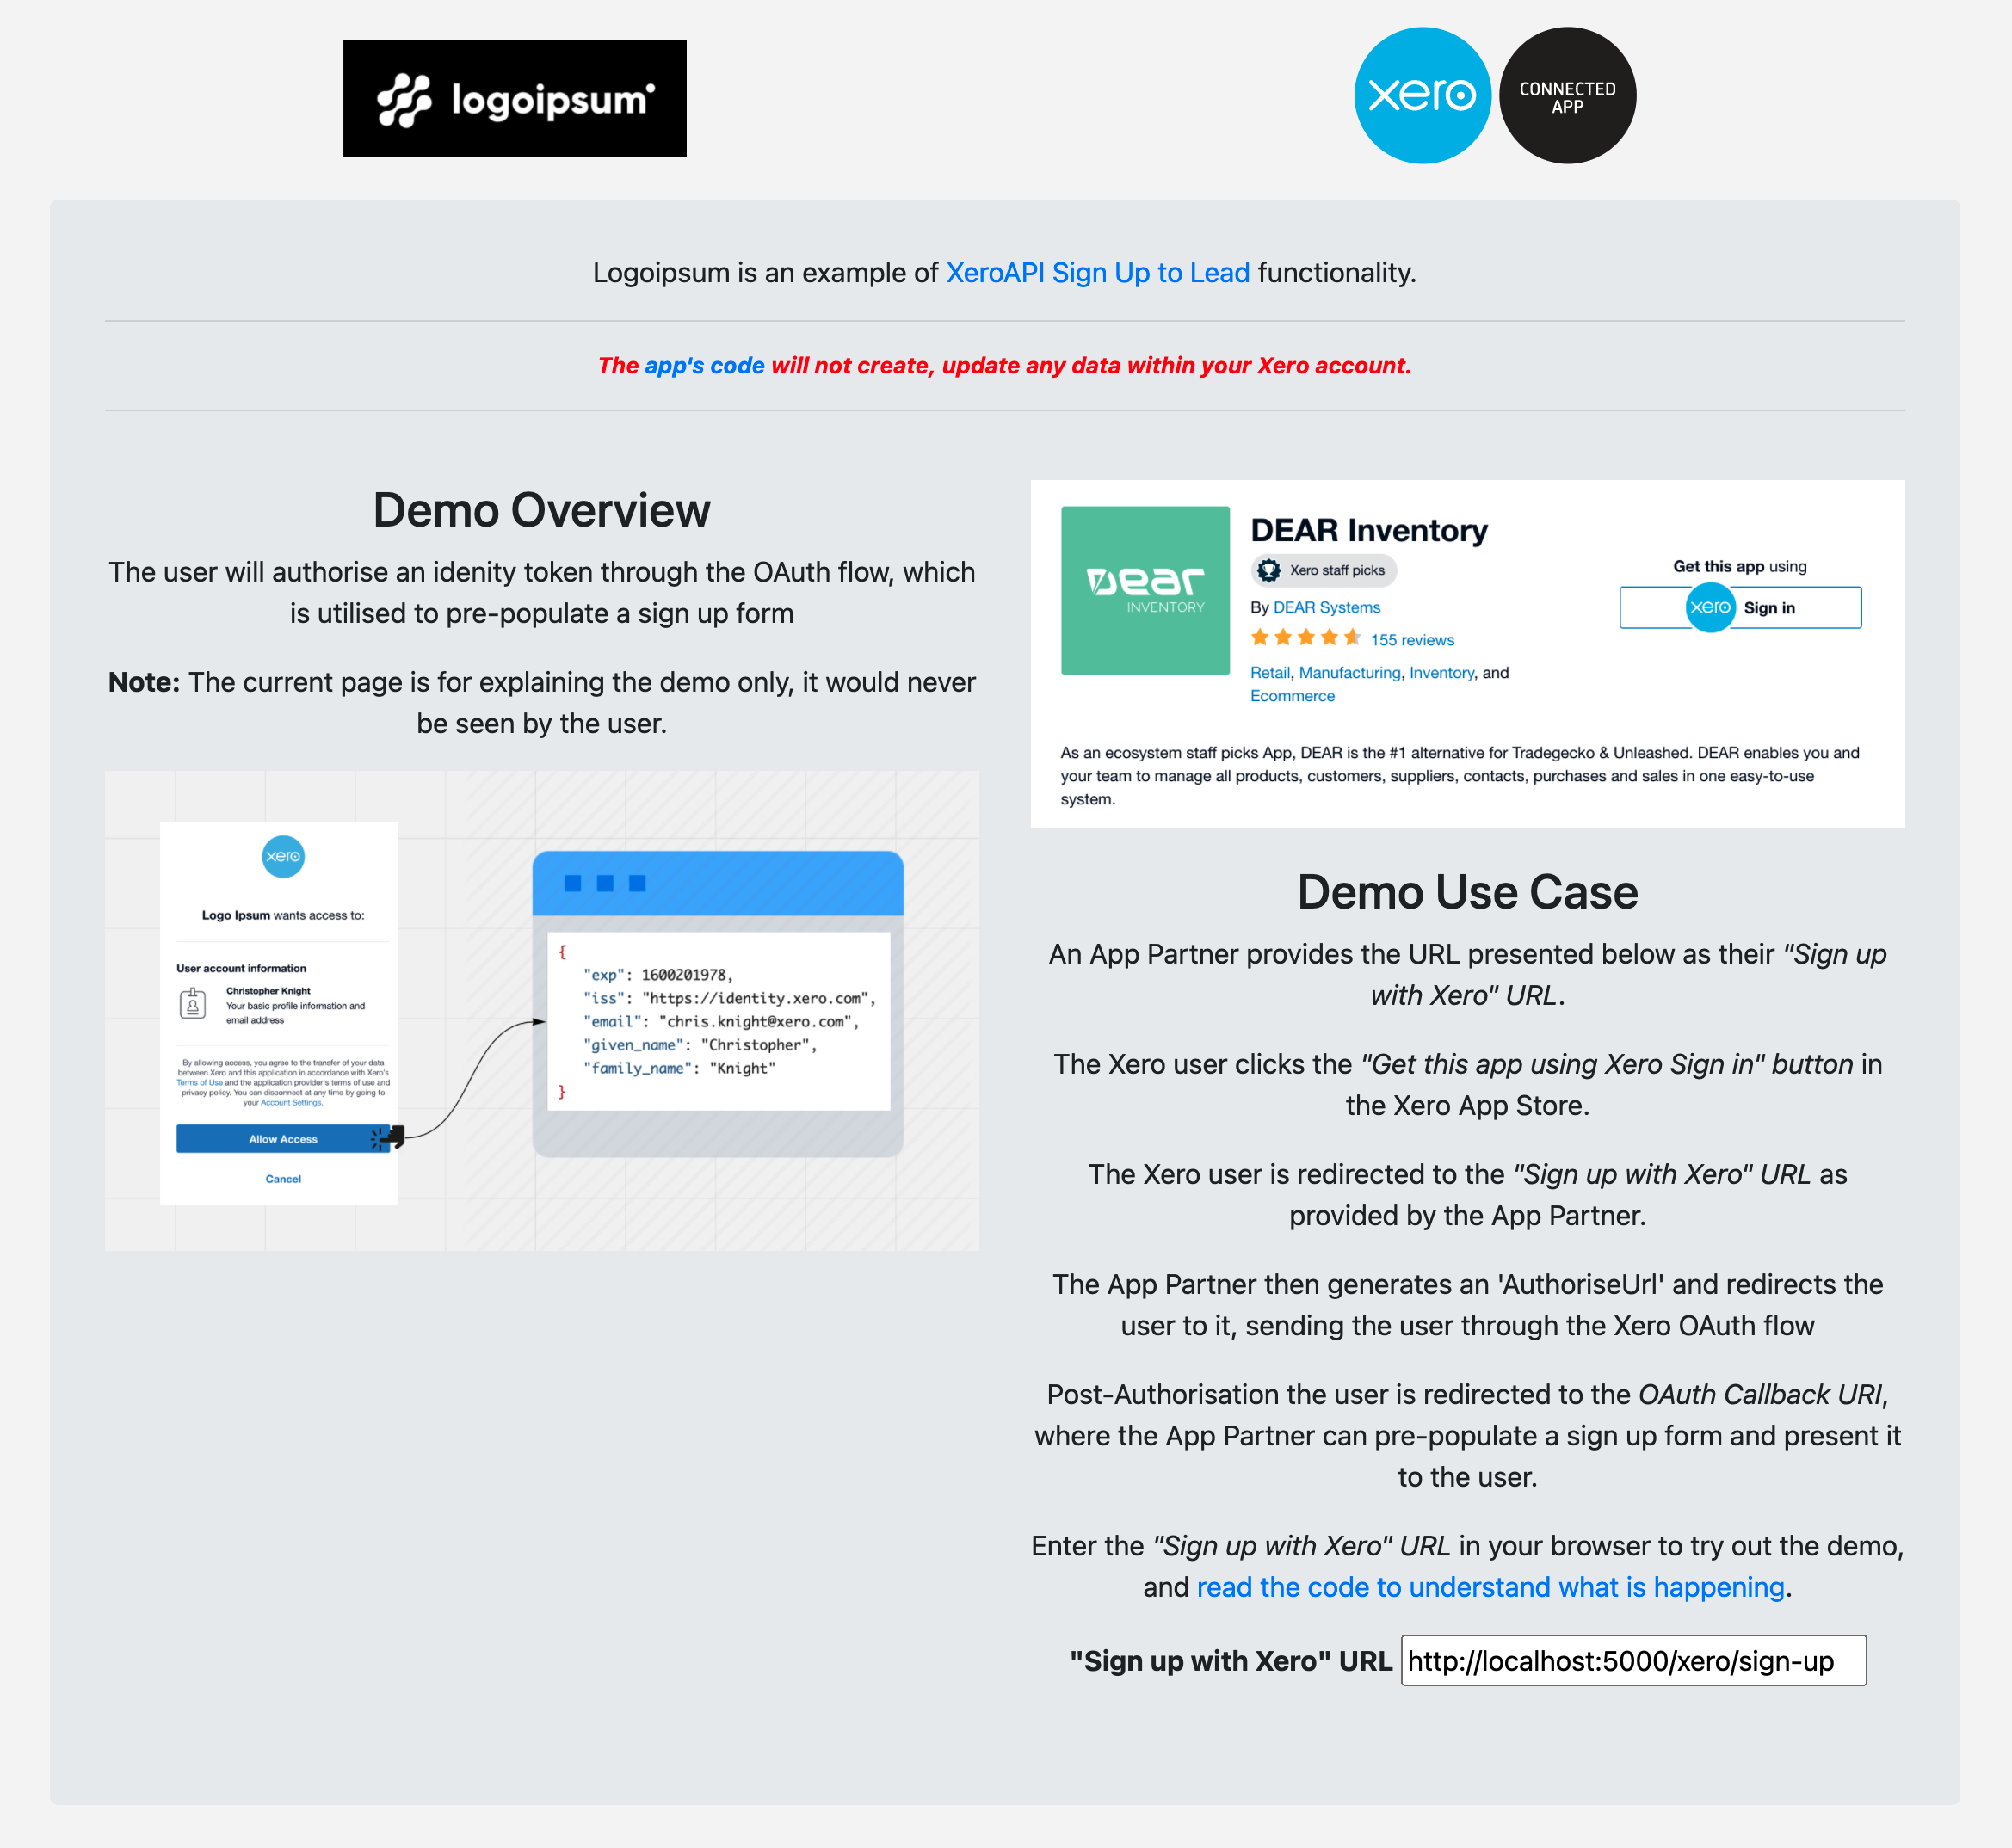 logoipsum
xero
CONNECTED
APP
Logoipsum is an example of XeroAPI Sign Up to Lead functionality.
The app's code will not create, update any data within your Xero account.
Demo Overview
The user will authorise an idenity token through the OAuth flow, which
is utilised to pre-populate a sign up form
Note: The current page is for explaining the demo only, it would never
be seen by the user.
xero
Logo Ipsum wants access to:
User account information
Christopher Knight
Your basic profile information and
email address
By allowing access, you agree to the transfer of your data
between Xero and this application in accordance with Xero's
Terms of Use and the application provider's terms of use and
privacy policy. You can disconnect at any time by going to
your Account Settings.
Allow Access
Cancel
{
"exp": 1600201978,
"iss": "https://identity.xero.com",
"email": "chris.knight@xero.com",
"given_name": "Christopher",
"family_name": "Knight"
}
Dear
INVENTORY
DEAR Inventory
Xero staff picks
By DEAR Systems
155 reviews
Retail, Manufacturing, Inventory, and
Ecommerce
Get this app using
xero Sign in
As an ecosystem staff picks App, DEAR is the #1 alternative for Tradegecko & Unleashed. DEAR enables you and
your team to manage all products, customers, suppliers, contacts, purchases and sales in one easy-to-use
system.
Demo Use Case
An App Partner provides the URL presented below as their "Sign up
with Xero" URL.
The Xero user clicks the "Get this app using Xero Sign in" button in
the Xero App Store.
The Xero user is redirected to the "Sign up with Xero" URL as
provided by the App Partner.
The App Partner then generates an 'AuthoriseUrl' and redirects the
user to it, sending the user through the Xero OAuth flow
Post-Authorisation the user is redirected to the OAuth Callback URI,
where the App Partner can pre-populate a sign up form and present it
to the user.
Enter the "Sign up with Xero" URL in your browser to try out the demo,
and read the code to understand what is happening.
"Sign up with Xero" URL http://localhost:5000/xero/sign-up